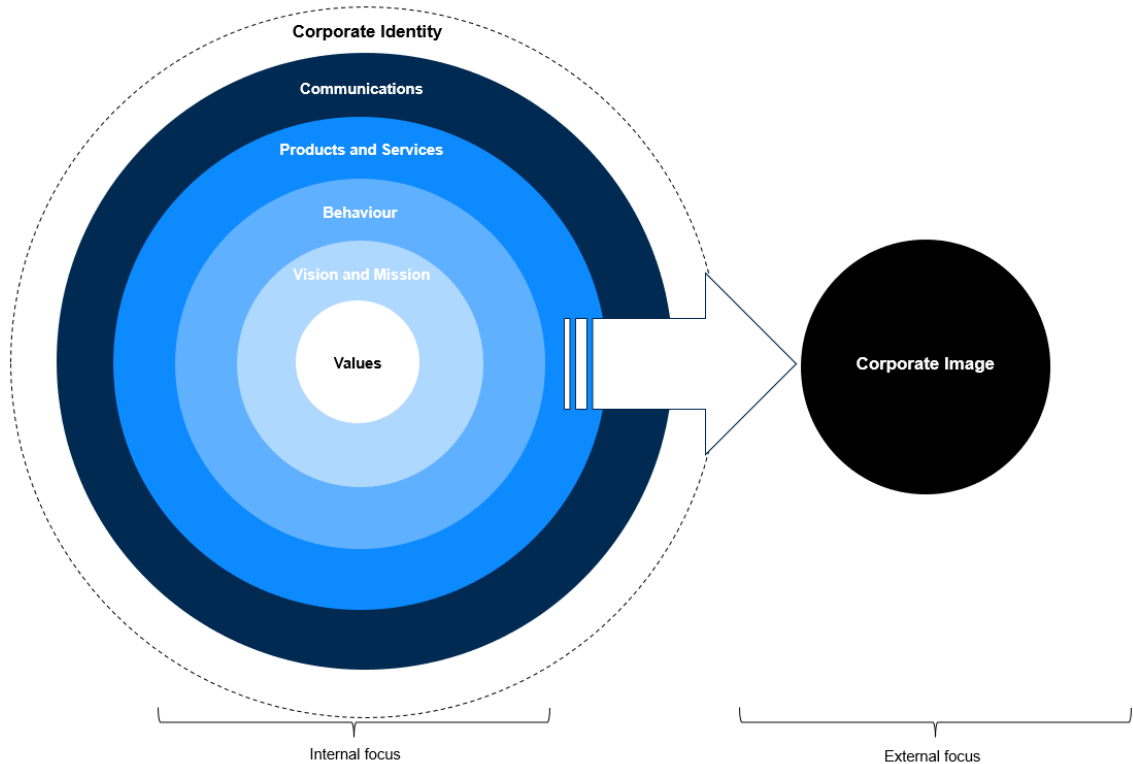 Corporate Identity
Communications
Products and Services
Behaviour
Vision and Mission
Values
Corporate Image
Internal focus
External focus